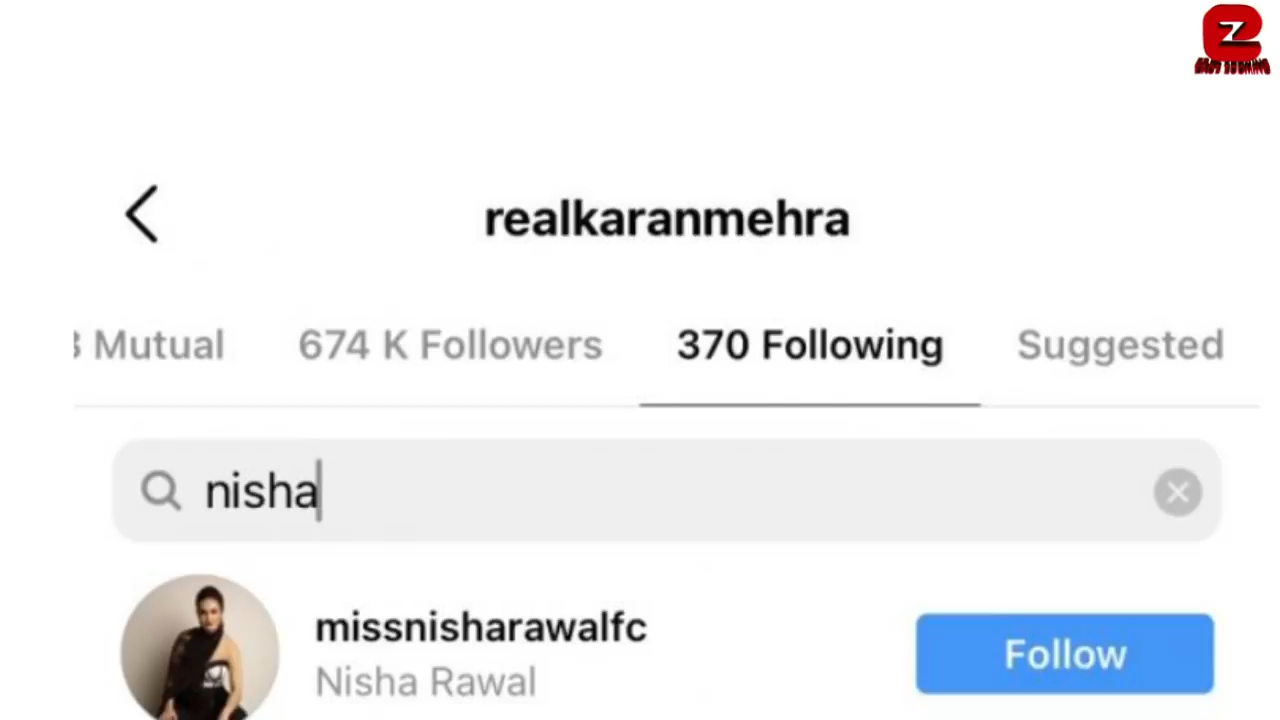 realkaranmehra
Mutual 674 K Followers 370 Following Suggested
nisha
missnisharawalfc
Nisha Rawal
Follow